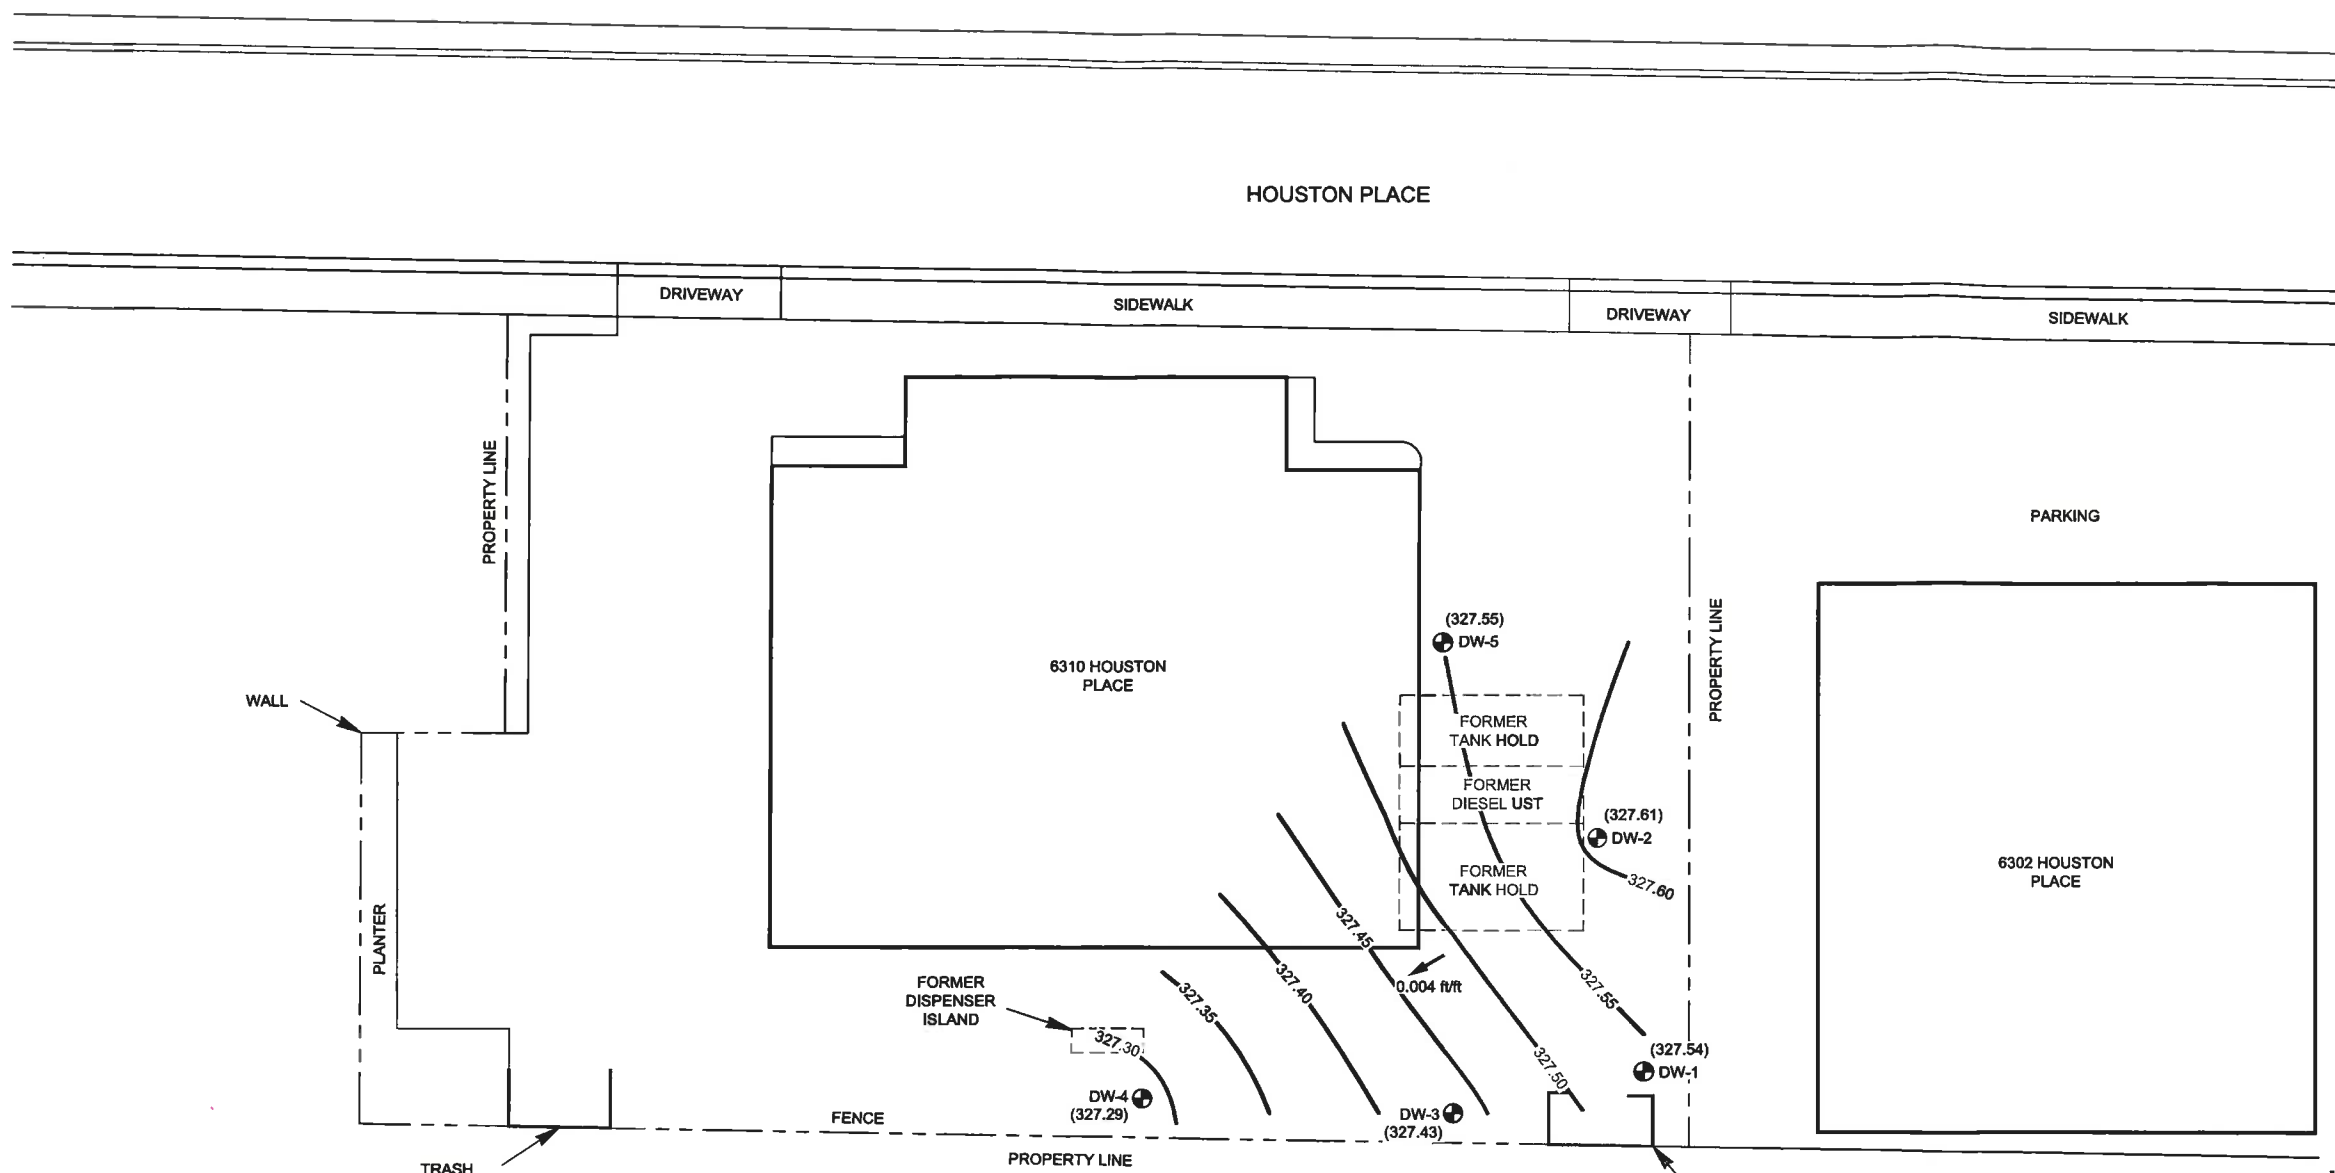 HOUSTON PLACE
DRIVEWAY
SIDEWALK
DRIVEWAY
SIDEWALK
PROPERTY LINE
PARKING
(327.55)
DW-5
PROPERTY LINE
6310 HOUSTON
PLACE
WALL
FORMER
TANK HOLD
FORMER
DIESEL UST
(327.61)
DW-2
FORMER
TANK HOLD
327.60
6302 HOUSTON
PLACE
PLANTER
327.45
327.40
0.004 ft/ft
327.55
FORMER
DISPENSER
ISLAND
327.35
327.30
327.50
(327.54)
DW-1
DW-4
(327.29)
DW-3
(327.43)
FENCE
PROPERTY LINE
TRASH